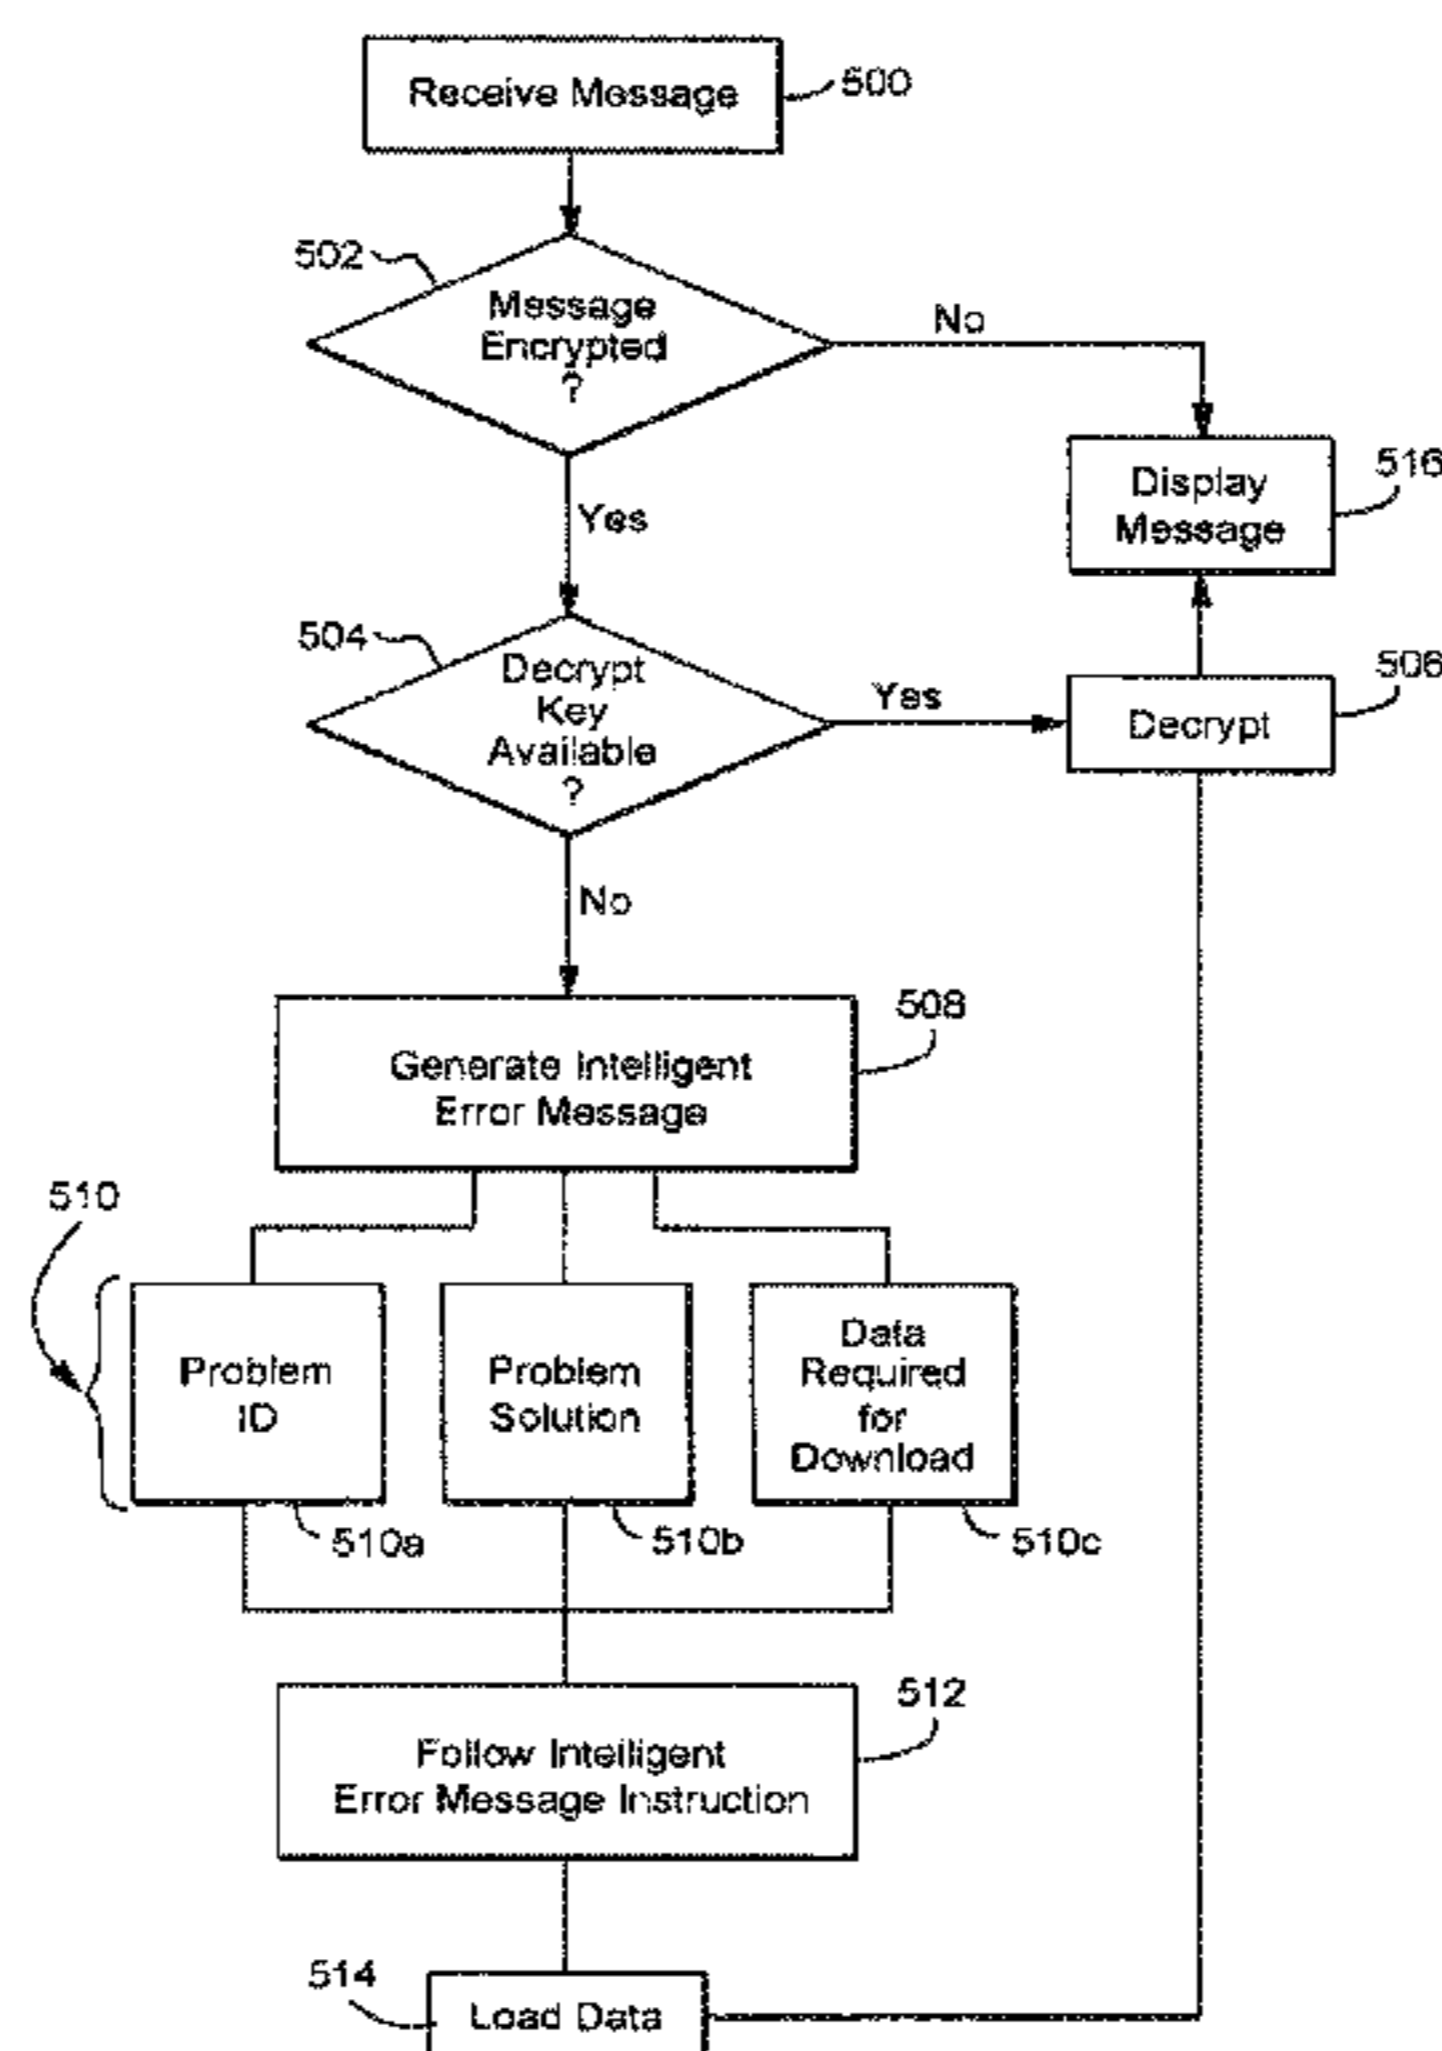 Receive Message
500
502
Message
Encrypted
?
No
Display
Message
516
Yes
504
Decrypt
Key
Available
?
Yes
Decrypt
506
No
Generate Intelligent
Error Message
508
510
Problem
ID
510a
Problem
Solution
510b
Data
Required
for
Download
510c
Follow Intelligent
Error Message Instruction
512
514
Load Data